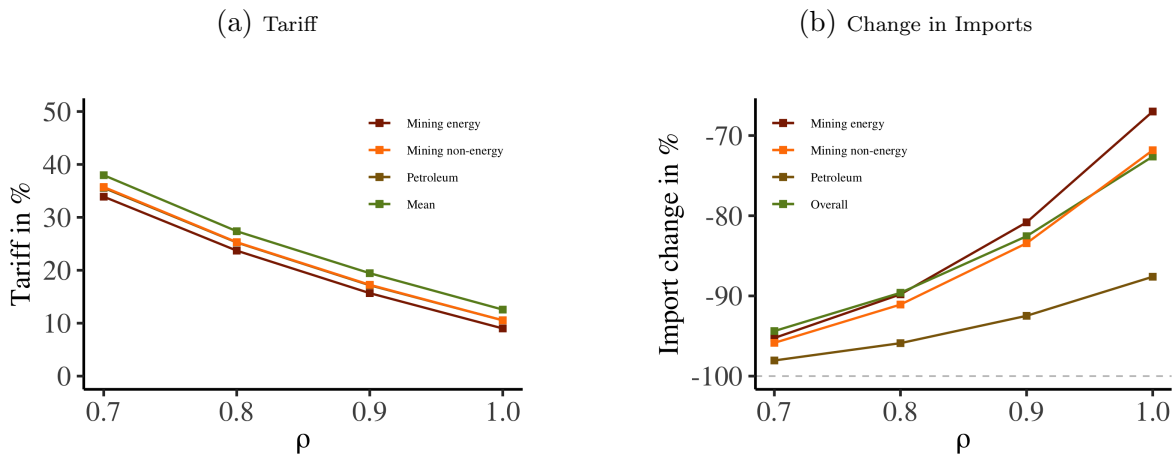 (a) Tariff
50
40
30
20
10
0
0.7 0.8 0.9 1.0
Tariff in %
ρ
Mining energy
Mining non-energy
Petroleum
Mean
(b) Change in Imports
-70
-80
-90
-100
0.7 0.8 0.9 1.0
Import change in %
ρ
Mining energy
Mining non-energy
Petroleum
Overall